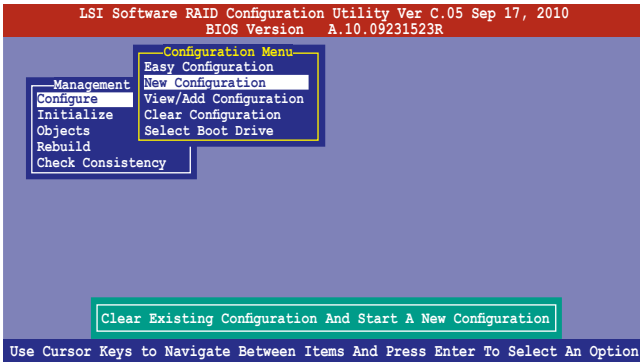 LSI Software RAID Configuration Utility Ver C.05 Sep 17, 2010
BIOS Version A.10.09231523R
Configuration Menu
Easy Configuration
New Configuration
View/Add Configuration
Clear Configuration
Select Boot Drive
Management
Configure
Initialize
Objects
Rebuild
Check Consistency
Clear Existing Configuration And Start A New Configuration
Use Cursor Keys to Navigate Between Items And Press Enter To Select An Option